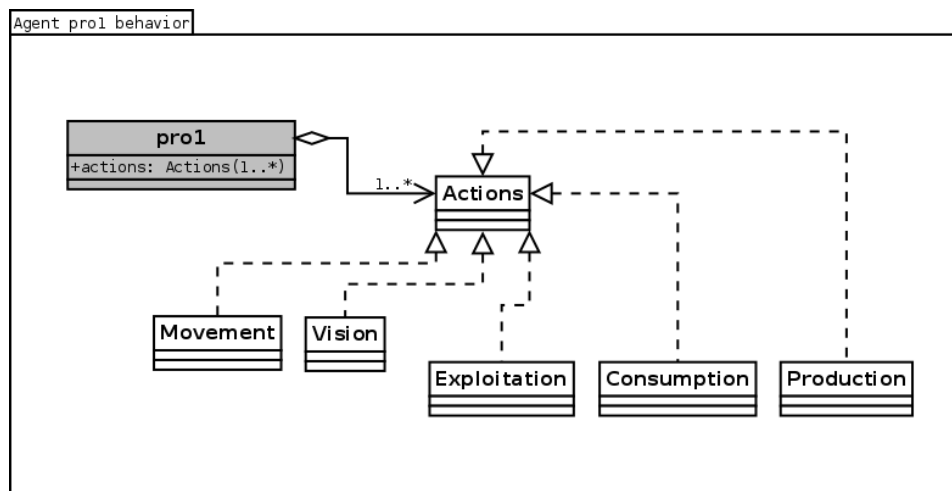 Agent pro1 behavior
pro1
+actions: Actions(1..*)
1..*
Actions
Movement
Vision
Exploitation
Consumption
Production